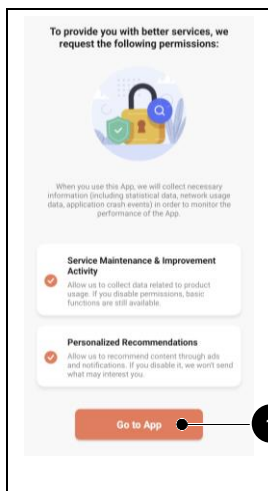 To provide you with better services, we
request the following permissions:
When you use this App, we will collect necessary
information (including statistical data, network usage
data, application crash events) in order to monitor the
performance of the App.
Service Maintenance & Improvement
Activity
Allow us to collect data related to product
usage. If you disable permissions, basic
functions are still available.
Personalized Recommendations
Allow us to recommend content through ads
and notifications. If you disable it, we won't send
what may interest you.
Go to App